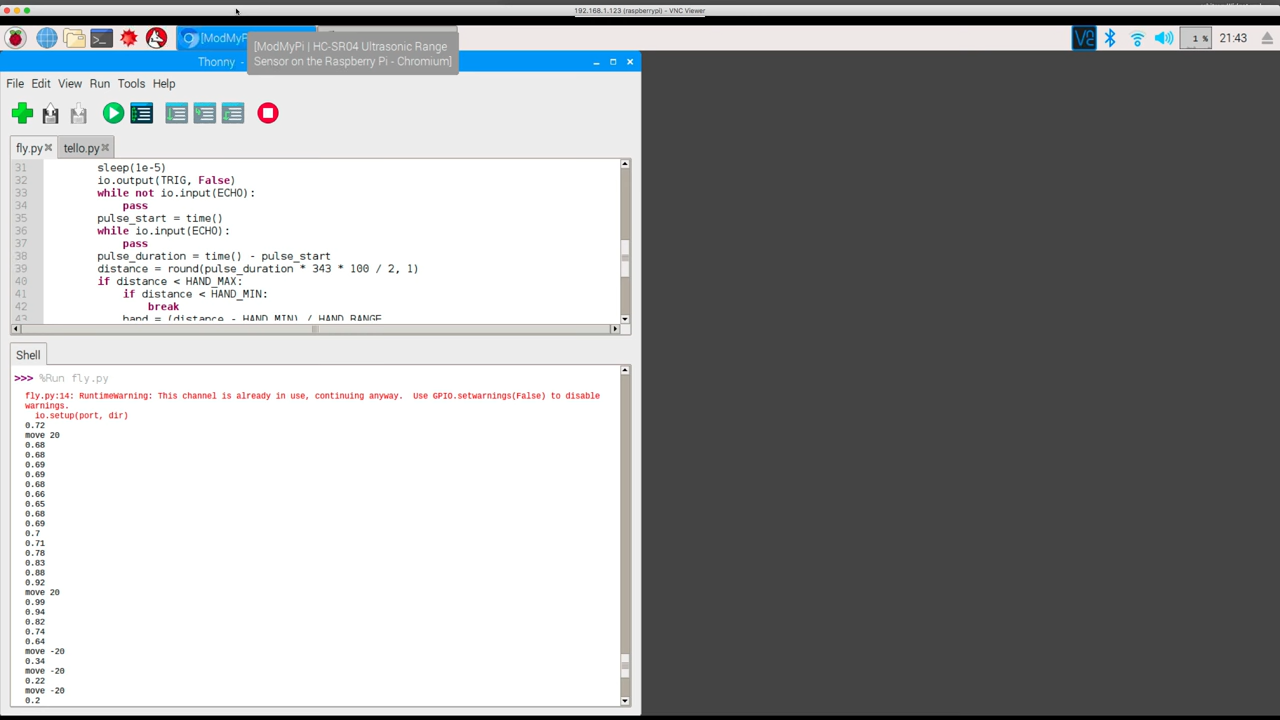 192.168.1.123 (raspberrypi) - VNC Viewer
[ModMyPi
[ModMyPi | HC-SR04 Ultrasonic Range
Sensor on the Raspberry Pi - Chromium]
1 %
21:43
Thonny -
File Edit View Run Tools Help
fly.py tello.py
31 sleep(1e-5)
32 io.output(TRIG, False)
33 while not io.input(ECHO):
34 pass
35 pulse_start = time()
36 while io.input(ECHO):
37 pass
38 pulse_duration = time() - pulse_start
39 distance = round(pulse_duration * 343 * 100 / 2, 1)
40 if distance < HAND_MAX:
41 if distance < HAND_MIN:
42 break
43 hand = (distance - HAND_MIN) / HAND_RANGE
Shell
>>> %Run fly.py
fly.py:14: RuntimeWarning: This channel is already in use, continuing anyway.  Use GPIO.setwarnings(False) to disable
warnings.
io.setup(port, dir)
0.72
move 20
0.68
0.68
0.69
0.69
0.68
0.66
0.65
0.68
0.69
0.7
0.71
0.78
0.83
0.88
0.92
move 20
0.99
0.94
0.82
0.74
0.64
move -20
0.34
move -20
0.22
move -20
0.2